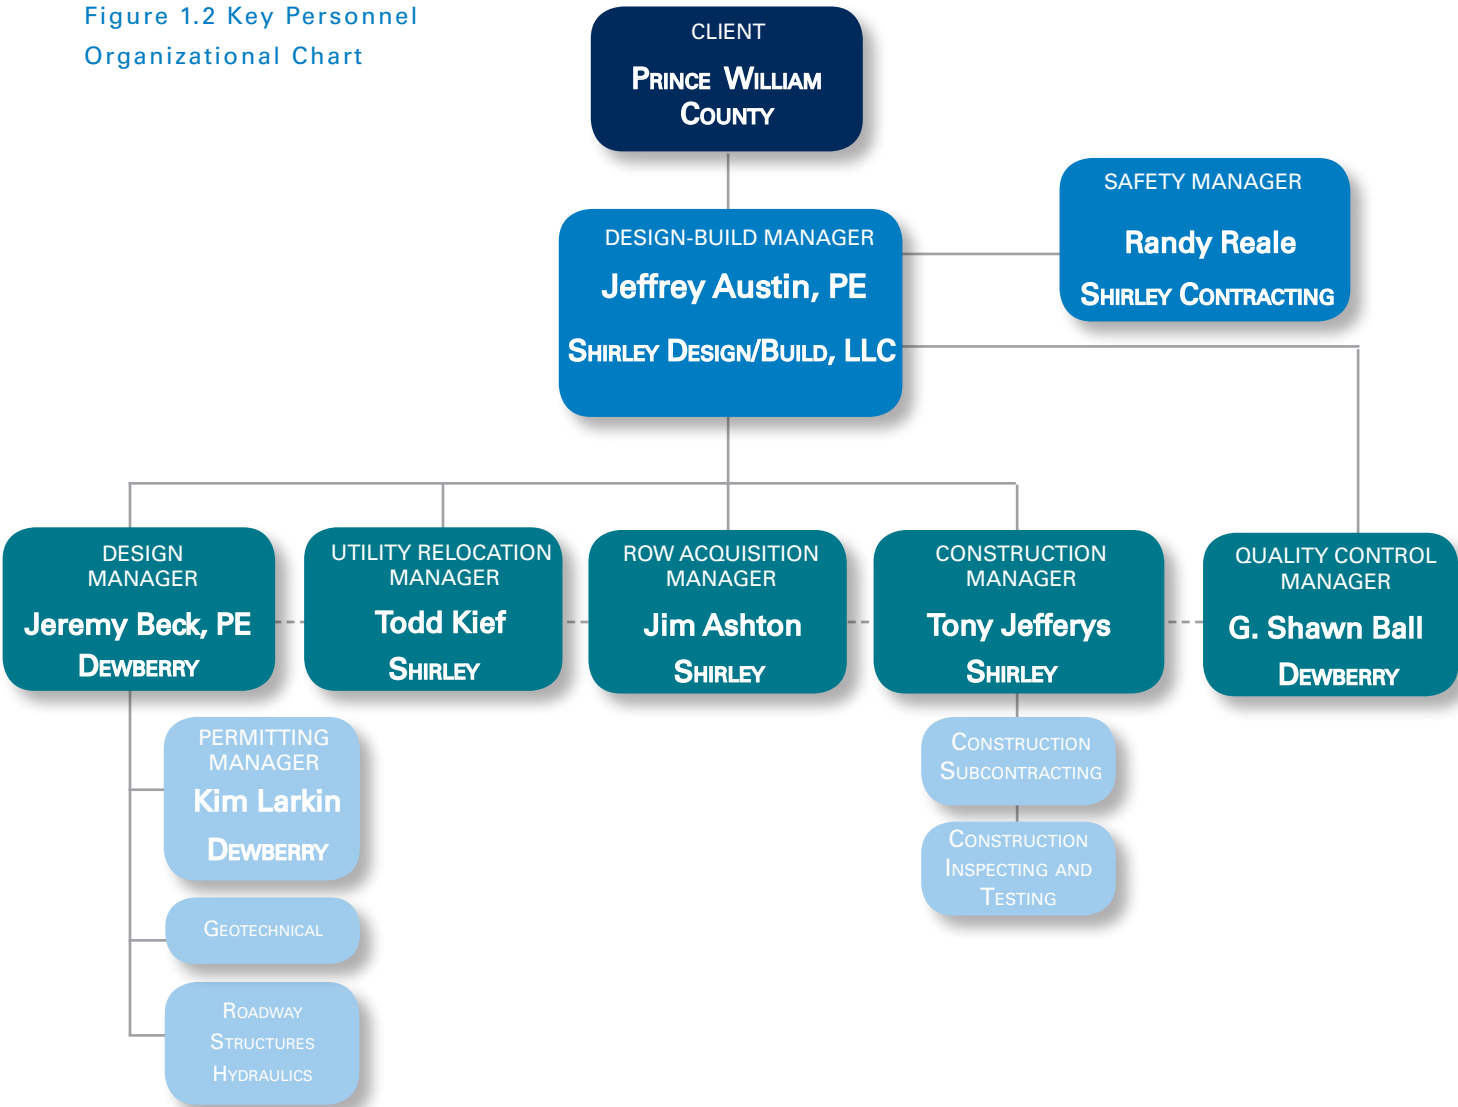 Figure 1.2 Key Personnel
Organizational Chart
CLIENT
PRINCE WILLIAM
COUNTY
SAFETY MANAGER
Randy Reale
SHIRLEY CONTRACTING
DESIGN-BUILD MANAGER
Jeffrey Austin, PE
SHIRLEY DESIGN/BUILD, LLC
DESIGN
MANAGER
Jeremy Beck, PE
DEWBERRY
UTILITY RELOCATION
MANAGER
Todd Kief
SHIRLEY
ROW ACQUISITION
MANAGER
Jim Ashton
SHIRLEY
CONSTRUCTION
MANAGER
Tony Jefferys
SHIRLEY
QUALITY CONTROL
MANAGER
G. Shawn Ball
DEWBERRY
PERMITTING
MANAGER
Kim Larkin
DEWBERRY
GEOTECHNICAL
ROADWAY
STRUCTURES
HYDRAULICS
CONSTRUCTION
SUBCONTRACTING
CONSTRUCTION
INSPECTING AND
TESTING